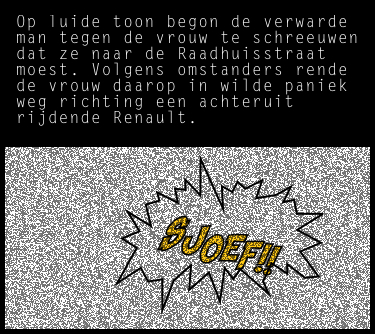 Op luide toon begon de verwarde
man tegen de vrouw te schreeuwen
dat ze naar de Raadhuisstraat
moest. Volgens omstanders rende
de vrouw daarop in wilde paniek
weg richting een achteruit
rijdende Renault.
SJOEF!!